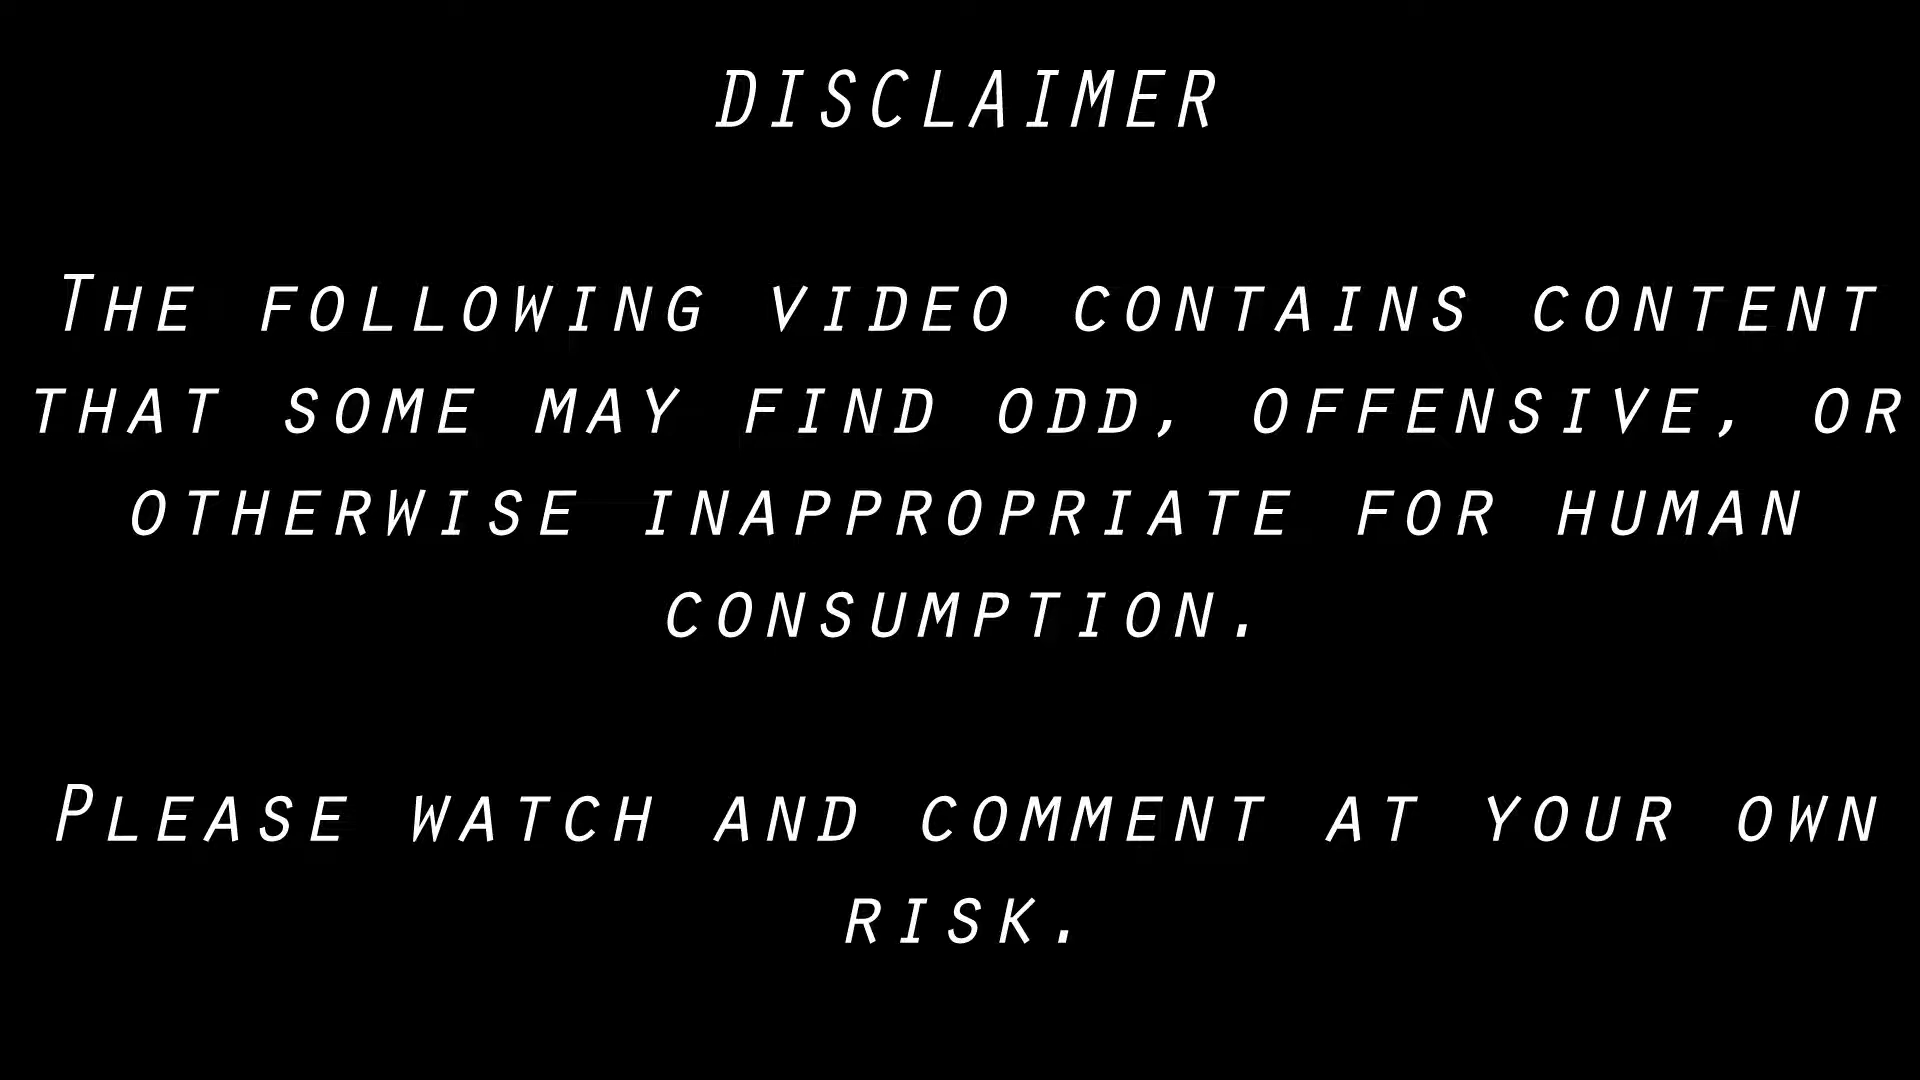 DISCLAIMER
The following video contains content
that some may find odd, offensive, or
otherwise inappropriate for human
consumption.
Please watch and comment at your own
risk.